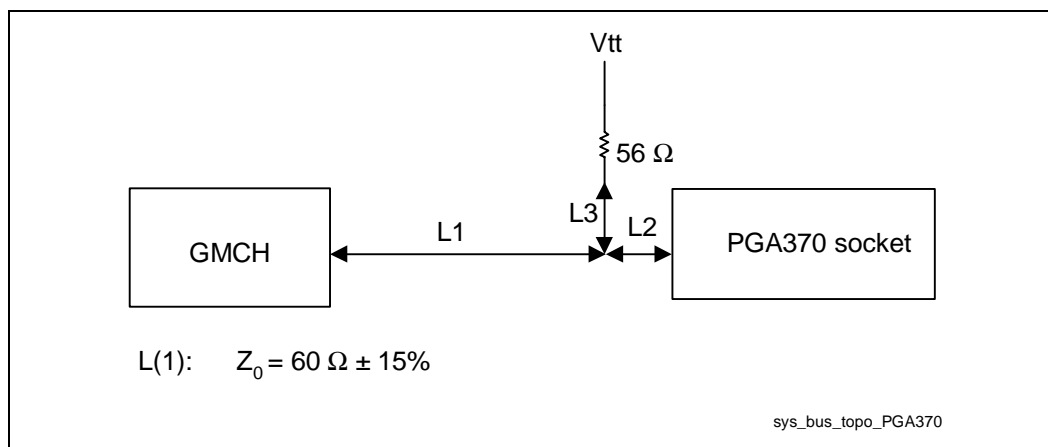 Vtt
56 Ω
L3
L2
L1
GMCH
PGA370 socket
L(1): Z0 = 60 Ω ± 15%
sys_bus_topo_PGA370